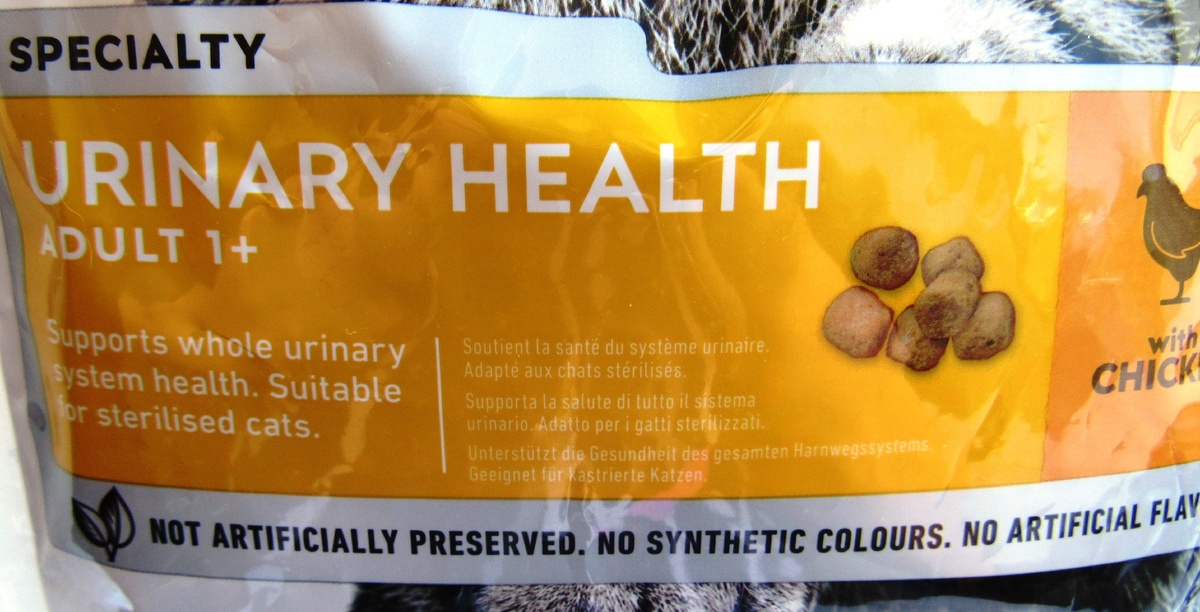 SPECIALTY
URINARY HEALTH
ADULT 1+
Supports whole urinary
system health. Suitable
for sterilised cats.
Soutient la santé du système urinaire.
Adapté aux chats stérilisés.
Supporta la salute di tutto il sistema
urinario. Adatto per i gatti sterilizzati.
Unterstützt die Gesundheit des gesamten Harnwegssystems.
Geeignet für kastrierte Katzen.
with
NOT ARTIFICIALLY PRESERVED. NO SYNTHETIC COLOURS. NO ARTIFICIAL